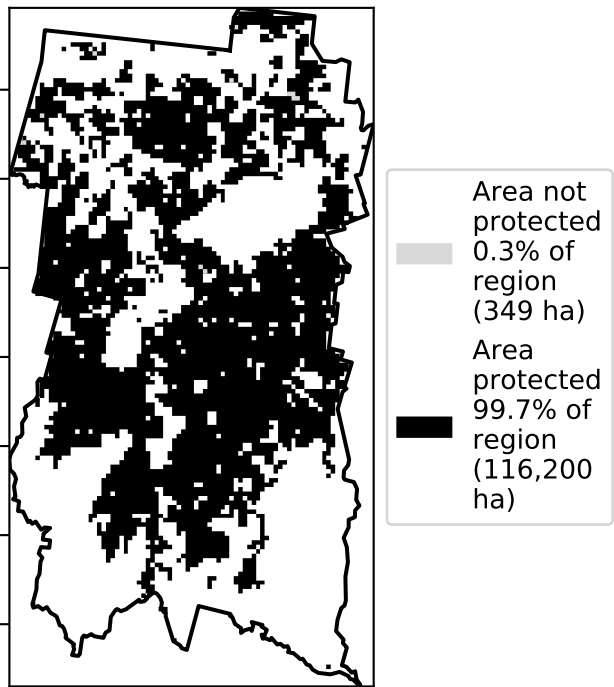 Area not
protected
0.3% of
region
(349 ha)
Area
protected
99.7% of
region
(116,200
ha)